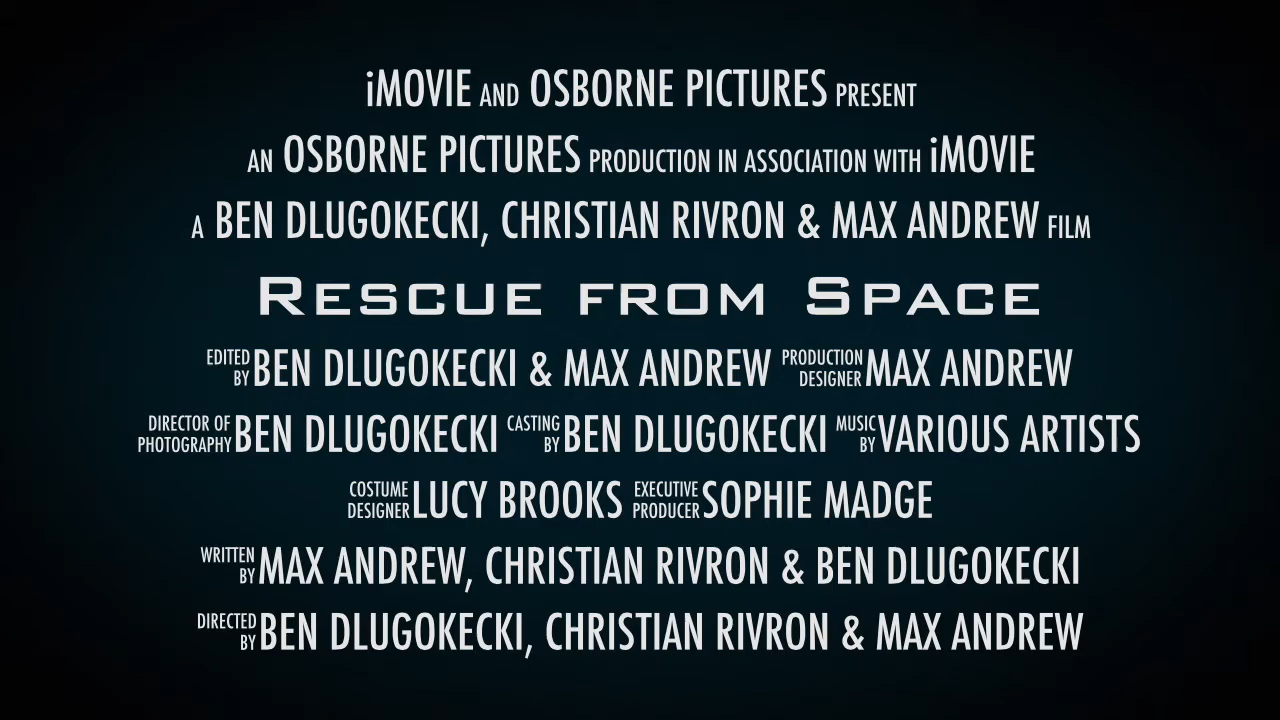 iMOVIE AND OSBORNE PICTURES PRESENT
AN OSBORNE PICTURES PRODUCTION IN ASSOCIATION WITH iMOVIE
A BEN DLUGOKECKI, CHRISTIAN RIVRON & MAX ANDREW FILM
RESCUE FROM SPACE
EDITED BY BEN DLUGOKECKI & MAX ANDREW PRODUCTION DESIGNER MAX ANDREW
DIRECTOR OF PHOTOGRAPHY BEN DLUGOKECKI CASTING BY BEN DLUGOKECKI MUSIC BY VARIOUS ARTISTS
COSTUME DESIGNER LUCY BROOKS EXECUTIVE PRODUCER SOPHIE MADGE
WRITTEN BY MAX ANDREW, CHRISTIAN RIVRON & BEN DLUGOKECKI
DIRECTED BY BEN DLUGOKECKI, CHRISTIAN RIVRON & MAX ANDREW